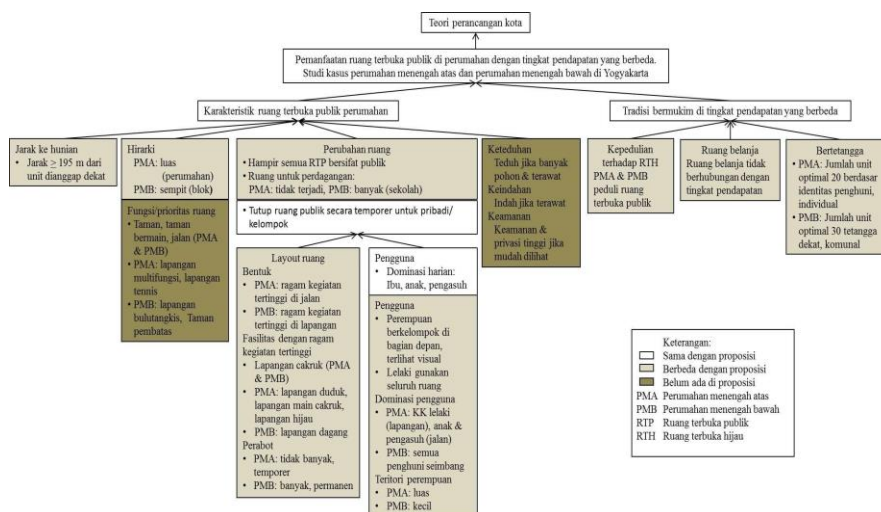 Teori perancangan kota
Pemanfaatan ruang terbuka publik di perumahan dengan tingkat pendapatan yang berbeda.
Studi kasus perumahan menengah atas dan perumahan menengah bawah di Yogyakarta
Karakteristik ruang terbuka publik perumahan
Tradisi bermukim di tingkat pendapatan yang berbeda
Jarak ke hunian
• Jarak ≥ 195 m dari
unit dianggap dekat
Hirarki
PMA: luas
(perumahan)
PMB: sempit (blok)
Fungsi/prioritas ruang
• Taman, taman
bermain, jalan (PMA
& PMB)
• PMA: lapangan
multifungsi, lapangan
tennis
• PMB: lapangan
bulutangkis, Taman
pembatas
Perubahan ruang
• Hampir semua RTP bersifat publik
• Ruang untuk perdagangan:
PMA: tidak terjadi, PMB: banyak (sekolah)
• Tutup ruang publik secara temporer untuk pribadi/
kelompok
Layout ruang
Bentuk
• PMA: ragam kegiatan
tertinggi di jalan
• PMB: ragam kegiatan
tertinggi di lapangan
Fasilitas dengan ragam
kegiatan tertinggi
• Lapangan cakruk (PMA
& PMB)
• PMA: lapangan duduk,
lapangan main cakruk,
lapangan hijau
• PMB: lapangan dagang
Perabot
• PMA: tidak banyak,
temporer
• PMB: banyak, permanen
Pengguna
• Dominasi harian:
Ibu, anak, pengasuh
Pengguna
• Perempuan
berkelompok di
bagian depan,
terlihat visual
• Lelaki gunakan
seluruh ruang
Dominasi pengguna
• PMA: KK lelaki
(lapangan), anak &
pengasuh (jalan)
• PMB: semua
penghuni seimbang
Teritori perempuan
• PMA: luas
• PMB: kecil
Keteduhan
Teduh jika banyak
pohon & terawat
Keindahan
Indah jika terawat
Keamanan
Keamanan &
privasi tinggi jika
mudah dilihat
Kepedulian
terhadap RTH
PMA & PMB
peduli ruang
terbuka publik
Ruang belanja
Ruang belanja tidak
berhubungan dengan
tingkat pendapatan
Bertetangga
• PMA: Jumlah unit
optimal 20 berdasar
identitas penghuni,
individual
• PMB: Jumlah unit
optimal 30 tetangga
dekat, komunal
Keterangan:
Sama dengan proposisi
Berbeda dengan proposisi
Belum ada di proposisi
PMA Perumahan menengah atas
PMB Perumahan menengah bawah
RTP Ruang terbuka publik
RTH Ruang terbuka hijau